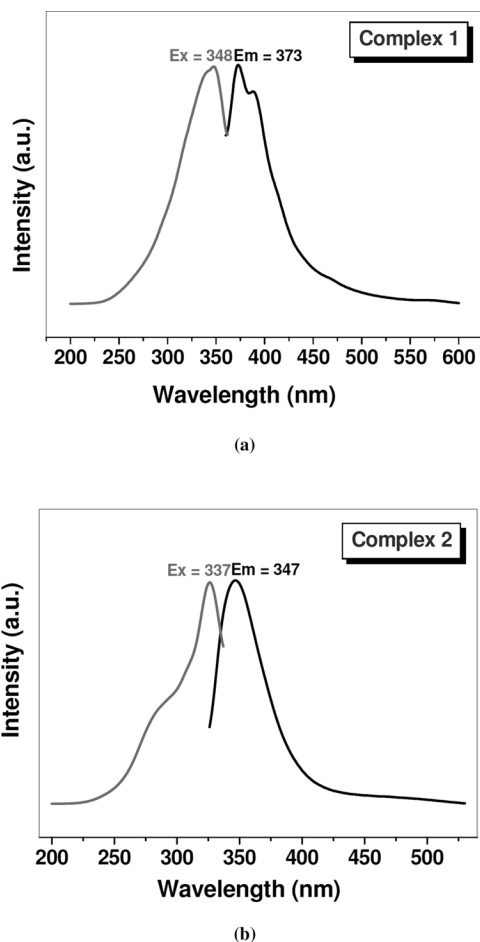 Complex 1
Ex = 348 Em = 373
Intensity (a.u.)
200 250 300 350 400 450 500 550 600
Wavelength (nm)
(a)
Complex 2
Ex = 337 Em = 347
Intensity (a.u.)
200 250 300 350 400 450 500
Wavelength (nm)
(b)